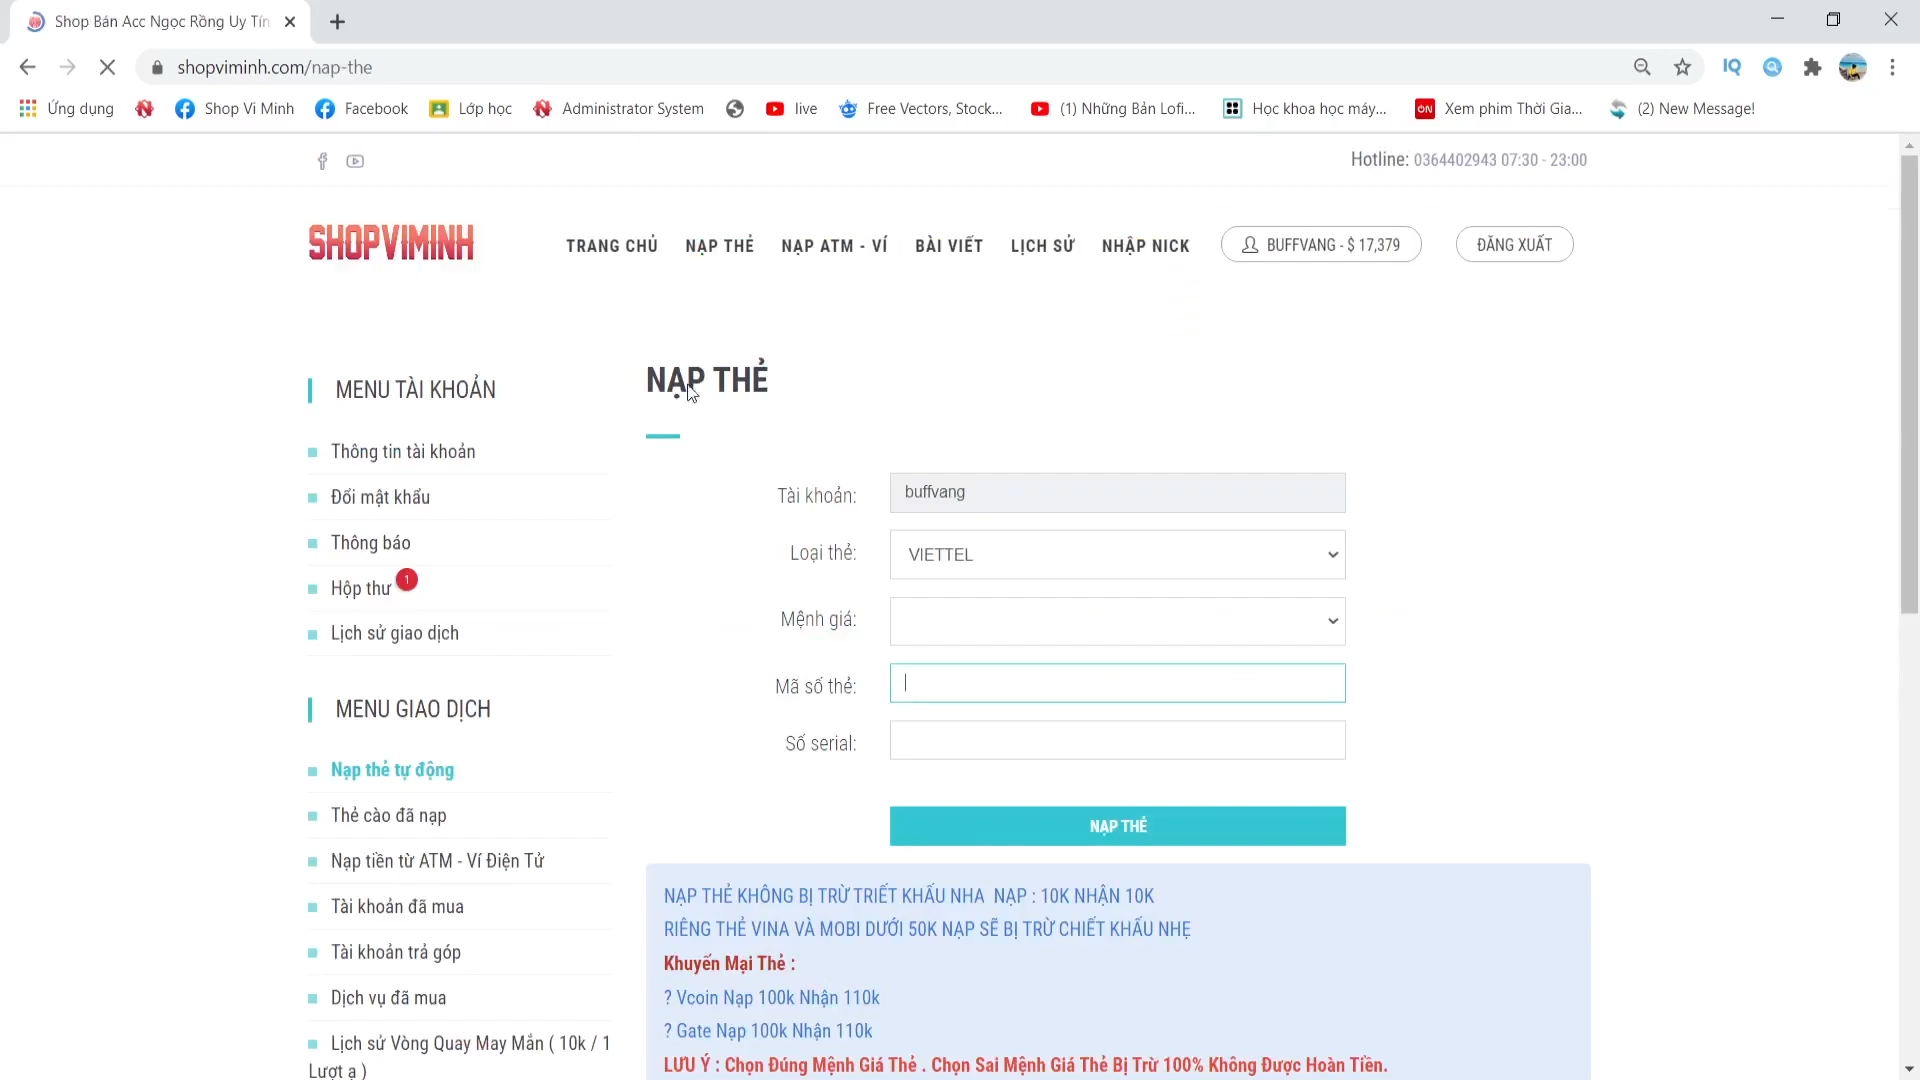 Shop Bán Acc Ngọc Rồng Uy Tín
shopviminh.com/nap-the
IQ
Ứng dụng
Shop Vi Minh
Facebook
Lớp học
Administrator System
live
Free Vectors, Stock...
(1) Những Bản Lofi...
Học khoa học máy...
ON
Xem phim Thời Gia...
(2) New Message!
Hotline: 0364402943 07:30 - 23:00
SHOPVIMINH
TRANG CHỦ
NẠP THẺ
NẠP ATM - VÍ
BÀI VIẾT
LỊCH SỬ
NHẬP NICK
BUFFVANG - $ 17,379
ĐĂNG XUẤT
MENU TÀI KHOẢN
Thông tin tài khoản
Đổi mật khẩu
Thông báo
Hộp thư 1
Lịch sử giao dịch
MENU GIAO DỊCH
Nạp thẻ tự động
Thẻ cào đã nạp
Nạp tiền từ ATM - Ví Điện Tử
Tài khoản đã mua
Tài khoản trả góp
Dịch vụ đã mua
Lịch sử Vòng Quay May Mắn ( 10k / 1
Lượt ạ )
NẠP THẺ
Tài khoản: buffvang
Loại thẻ: VIETTEL
Mệnh giá:
Mã số thẻ:
Số serial:
NẠP THẺ
NẠP THẺ KHÔNG BỊ TRỪ TRIẾT KHẤU NHA NẠP : 10K NHẬN 10K
RIÊNG THẺ VINA VÀ MOBI DƯỚI 50K NẠP SẼ BỊ TRỪ CHIẾT KHẤU NHẸ
Khuyến Mại Thẻ :
? Vcoin Nạp 100k Nhận 110k
? Gate Nạp 100k Nhận 110k
LƯU Ý : Chọn Đúng Mệnh Giá Thẻ . Chọn Sai Mệnh Giá Thẻ Bị Trừ 100% Không Được Hoàn Tiền.